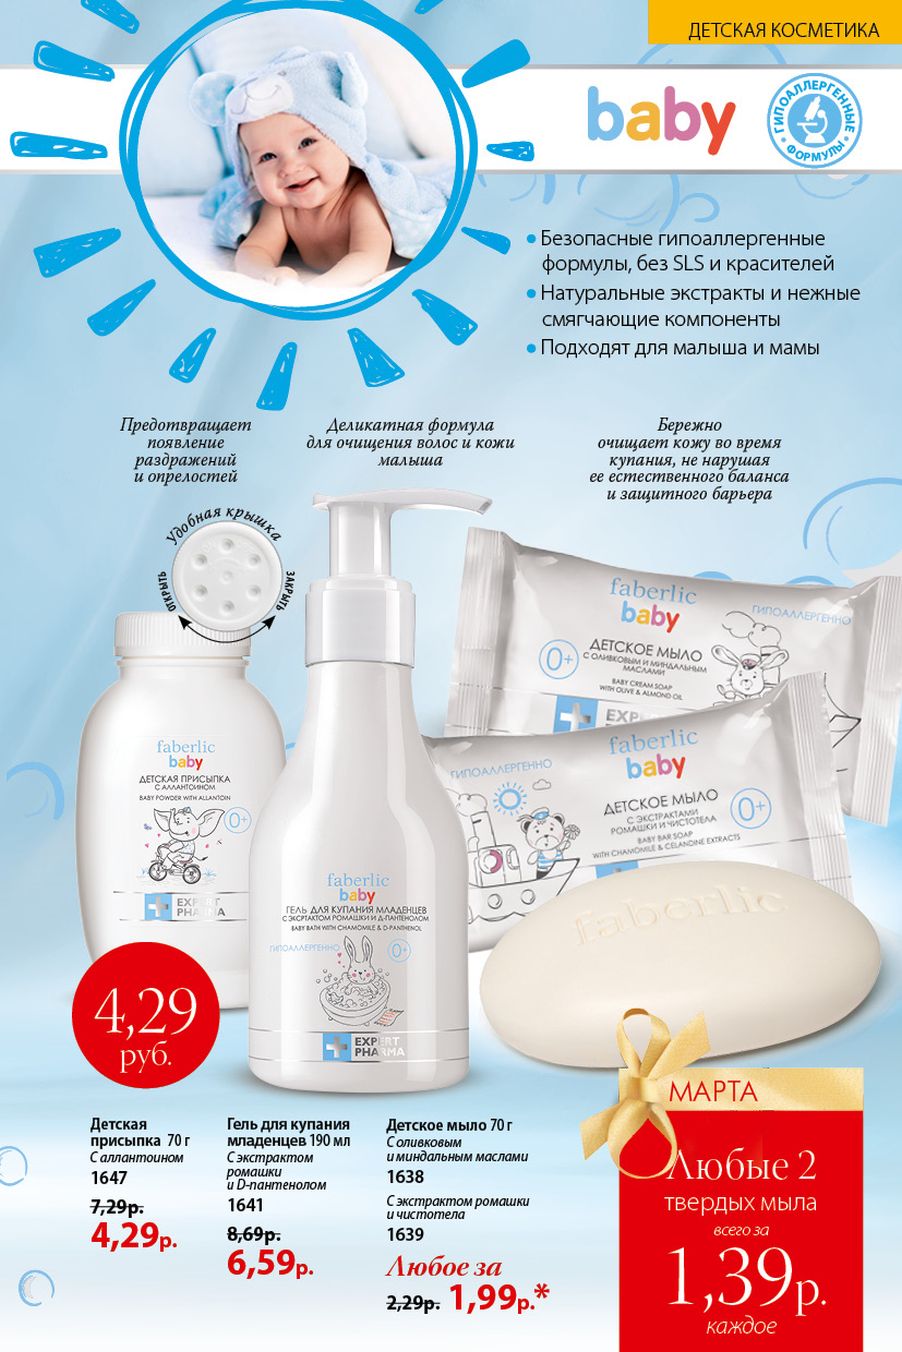 ДЕТСКАЯ КОСМЕТИКА
baby
ГИПОАЛЛЕРГЕННЫЕ
ФОРМУЛЫ
• Безопасные гипоаллергенные
формулы, без SLS и красителей
• Натуральные экстракты и нежные
смягчающие компоненты
• Подходят для малыша и мамы
Предотвращает
появление
раздражений
и опрелостей
Деликатная формула
для очищения волос и кожи
малыша
Бережно
очищает кожу во время
купания, не нарушая
ее естественного баланса
и защитного барьера
Удобная крышка
ОТКРЫТЬ
ЗАКРЫТЬ
faberlic
baby
ГИПОАЛЛЕРГЕННО
0+
ДЕТСКОЕ МЫЛО
С ОЛИВКОВЫМ И МИНДАЛЬНЫМ
МАСЛАМИ
BABY CREAM SOAP
WITH OLIVE & ALMOND OIL
faberlic
baby
ГИПОАЛЛЕРГЕННО
ДЕТСКОЕ МЫЛО
0+
С ЭКСТРАКТАМИ
РОМАШКИ И ЧИСТОТЕЛА
BABY BAR SOAP
WITH CHAMOMILE & CELANDINE EXTRACTS
faberlic
baby
ДЕТСКАЯ ПРИСЫПКА
С АЛЛАНТОИНОМ
BABY POWDER WITH ALLANTOIN
0+
EXPERT
PHARMA
faberlic
baby
ГЕЛЬ ДЛЯ КУПАНИЯ МЛАДЕНЦЕВ
С ЭКСРТАКТОМ РОМАШКИ И Д-ПАНТЕНОЛОМ
BABY BATH WITH CHAMOMILE & D-PANTHENOL
ГИПОАЛЛЕРГЕННО
0+
EXPERT
PHARMA
faberlic
4,29
руб.
Детская
присыпка 70 г
С аллантоином
1647
7,29р.
4,29р.
Гель для купания
младенцев 190 мл
С экстрактом
ромашки
и D-пантенолом
1641
8,69р.
6,59р.
Детское мыло 70 г
С оливковым
и миндальным маслами
1638
С экстрактом ромашки
и чистотела
1639
Любое за
2,29р. 1,99р.*
МАРТА
Любые 2
твердых мыла
всего за
1,39р.
каждое